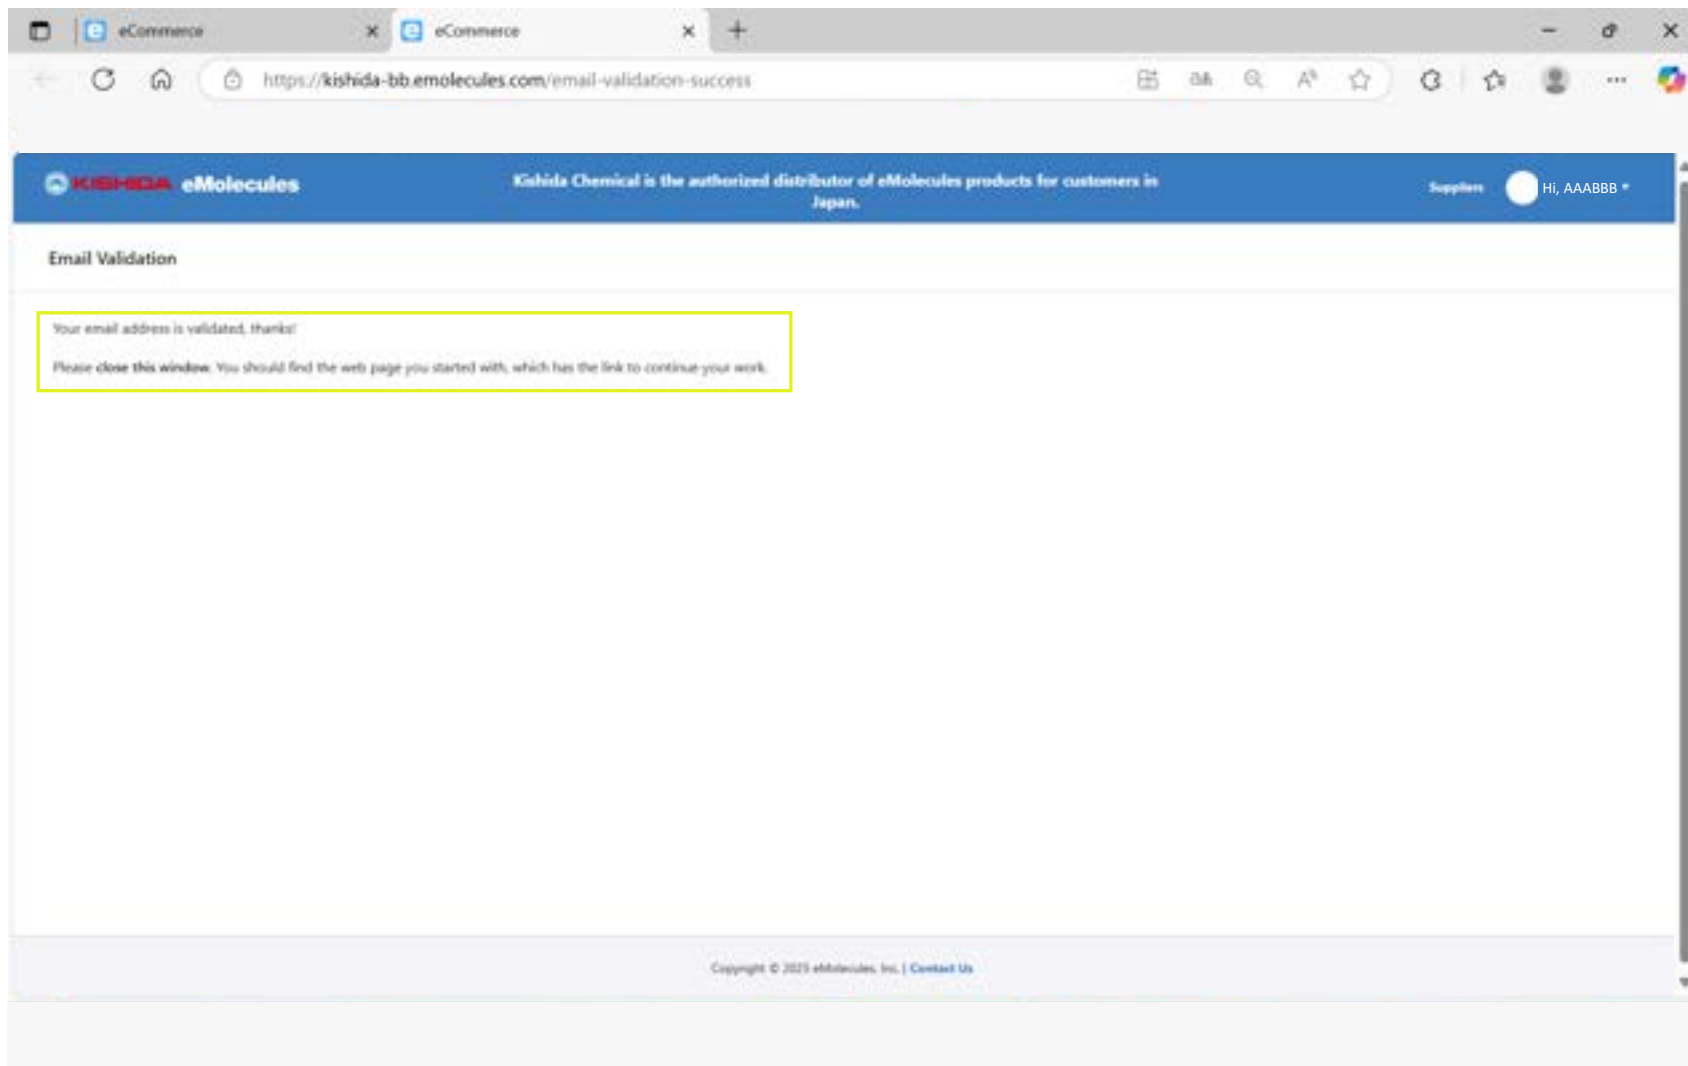 eCommerce
eCommerce
https://kishida-bb.emolecules.com/email-validation-success
KISHIDA eMolecules
Kishida Chemical is the authorized distributor of eMolecules products for customers in
Japan.
Suppliers
Hi, AAABBB
Email Validation
Your email address is validated, thanks!
Please close this window. You should find the web page you started with, which has the link to continue your work.
Copyright © 2025 eMolecules, Inc. | Contact Us